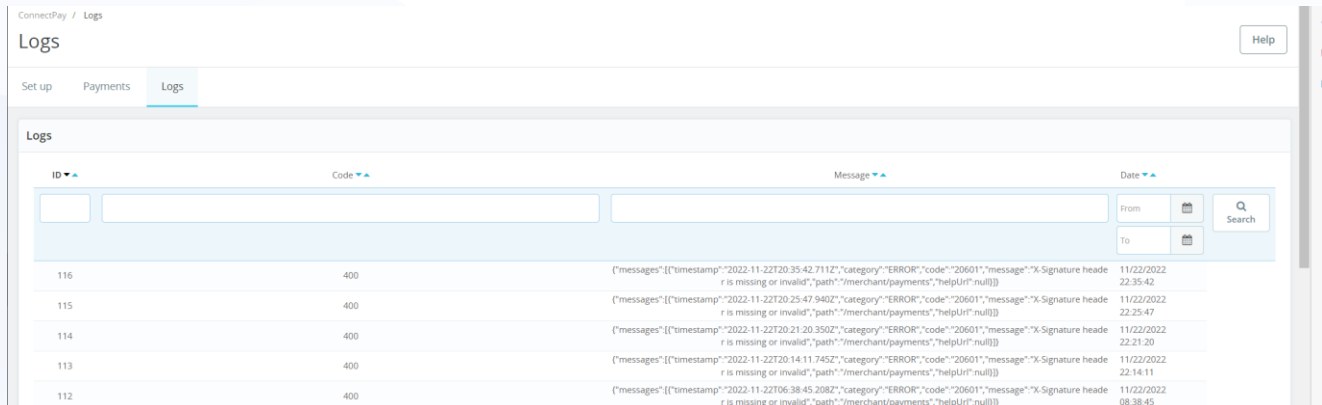 ConnectPay / Logs
Logs
Help
Set up Payments Logs
Logs
ID Code Message Date
From
Search
To
116 400 {"messages":[{"timestamp":"2022-11-22T20:35:42.711Z","category":"ERROR","code":"20601","message":"X-Signature heade 11/22/2022
r is missing or invalid","path":"/merchant/payments","helpUrl":null}]} 22:35:42
115 400 {"messages":[{"timestamp":"2022-11-22T20:25:47.940Z","category":"ERROR","code":"20601","message":"X-Signature heade 11/22/2022
r is missing or invalid","path":"/merchant/payments","helpUrl":null}]} 22:25:47
114 400 {"messages":[{"timestamp":"2022-11-22T20:21:20.350Z","category":"ERROR","code":"20601","message":"X-Signature heade 11/22/2022
r is missing or invalid","path":"/merchant/payments","helpUrl":null}]} 22:21:20
113 400 {"messages":[{"timestamp":"2022-11-22T20:14:11.745Z","category":"ERROR","code":"20601","message":"X-Signature heade 11/22/2022
r is missing or invalid","path":"/merchant/payments","helpUrl":null}]} 22:14:11
112 400 {"messages":[{"timestamp":"2022-11-22T06:38:45.208Z","category":"ERROR","code":"20601","message":"X-Signature heade 11/22/2022
r is missing or invalid","path":"/merchant/payments","helpUrl":null}]} 08:38:45